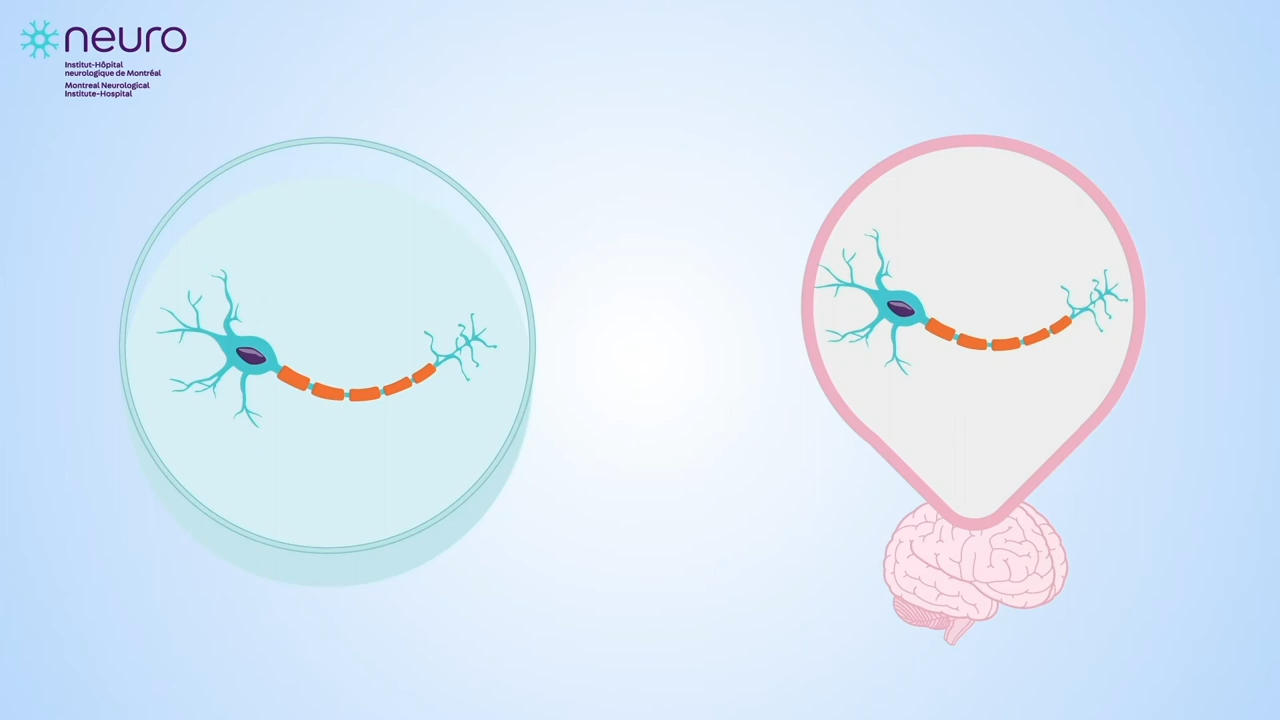 neuro
Institut-Hôpital
neurologique de Montréal
Montreal Neurological
Institute-Hospital